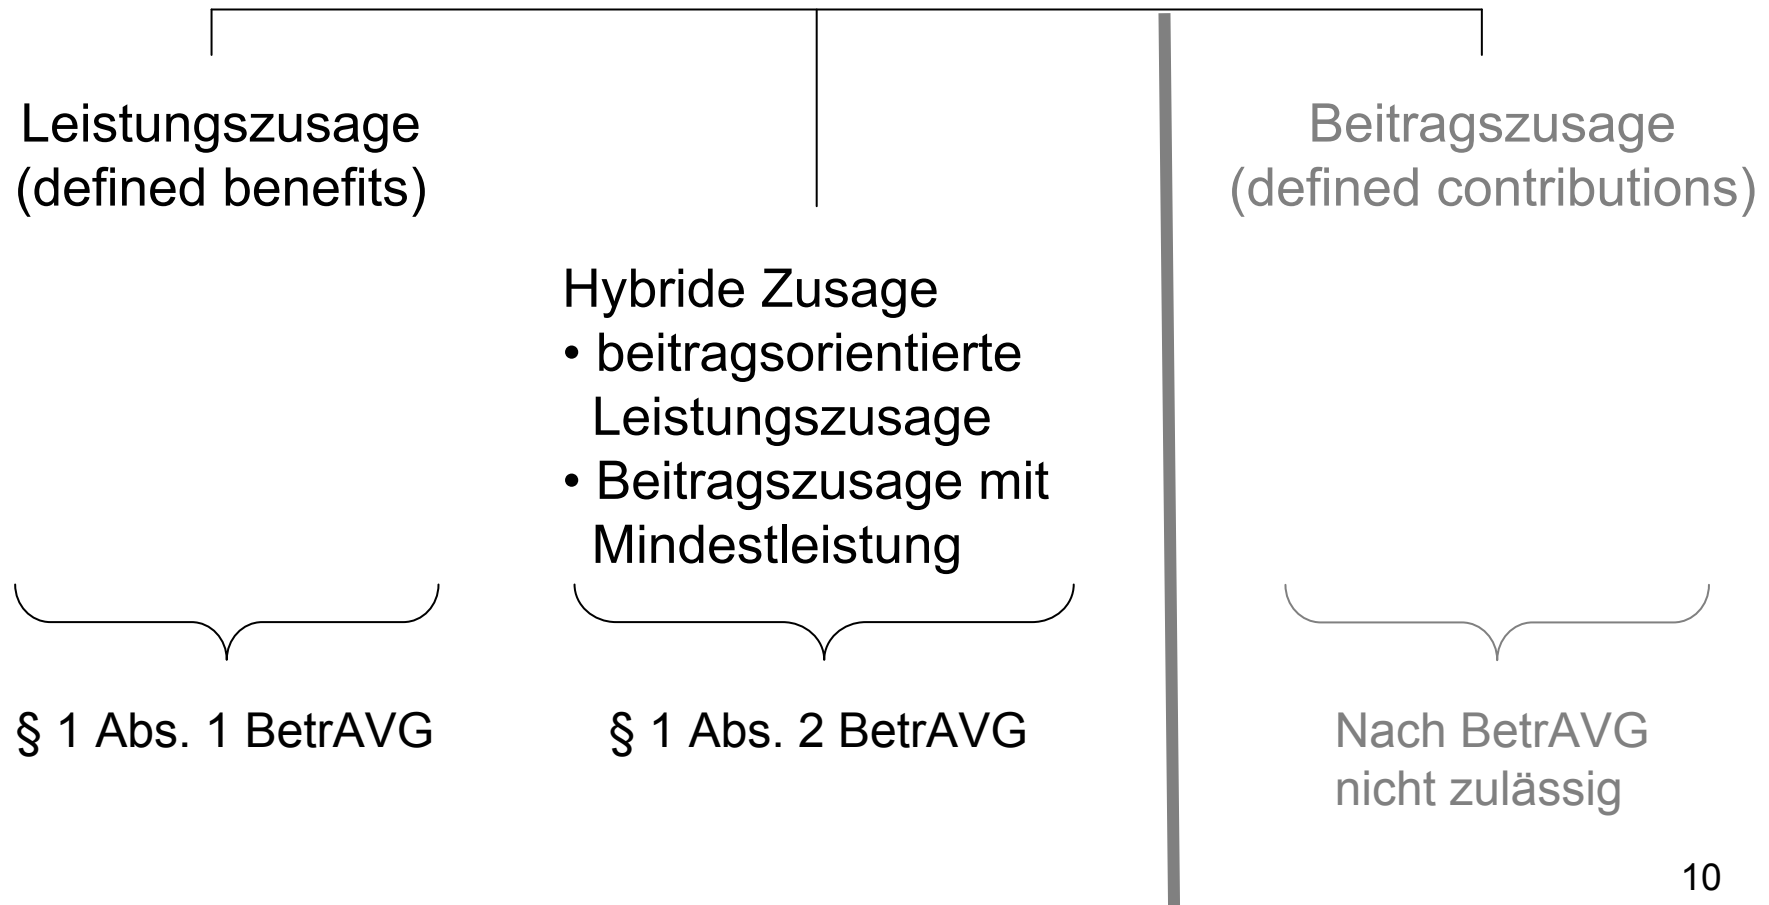 Leistungszusage
(defined benefits)
Hybride Zusage
• beitragsorientierte
Leistungszusage
• Beitragszusage mit
Mindestleistung
Beitragszusage
(defined contributions)
§ 1 Abs. 1 BetrAVG
§ 1 Abs. 2 BetrAVG
Nach BetrAVG
nicht zulässig
10